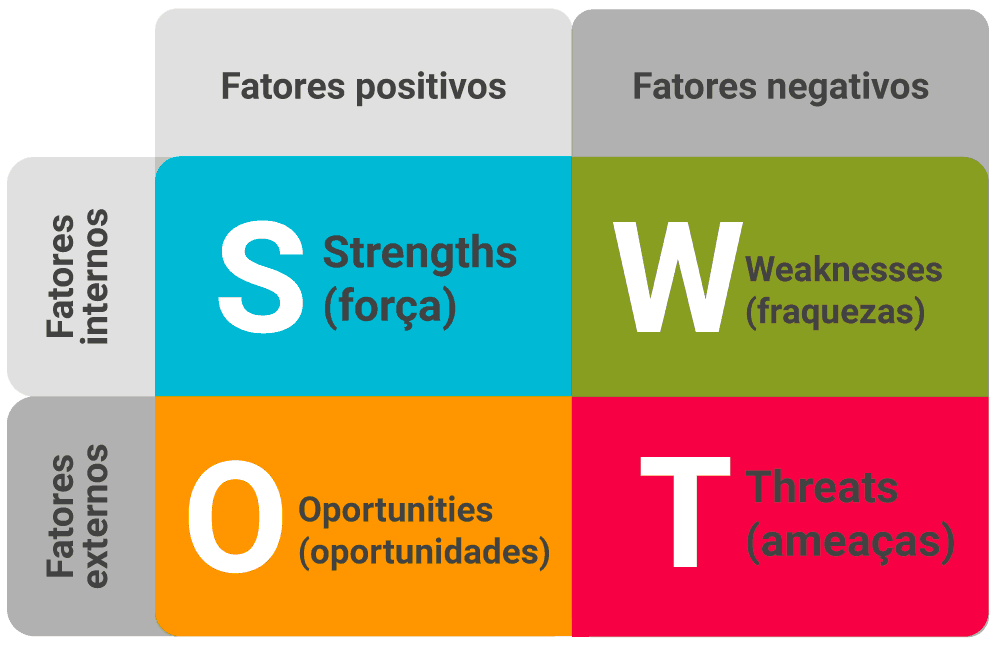 Fatores positivos
Fatores negativos
Fatores
internos
S
Strengths
(força)
W
Weaknesses
(fraquezas)
Fatores
externos
O
Oportunities
(oportunidades)
T
Threats
(ameaças)